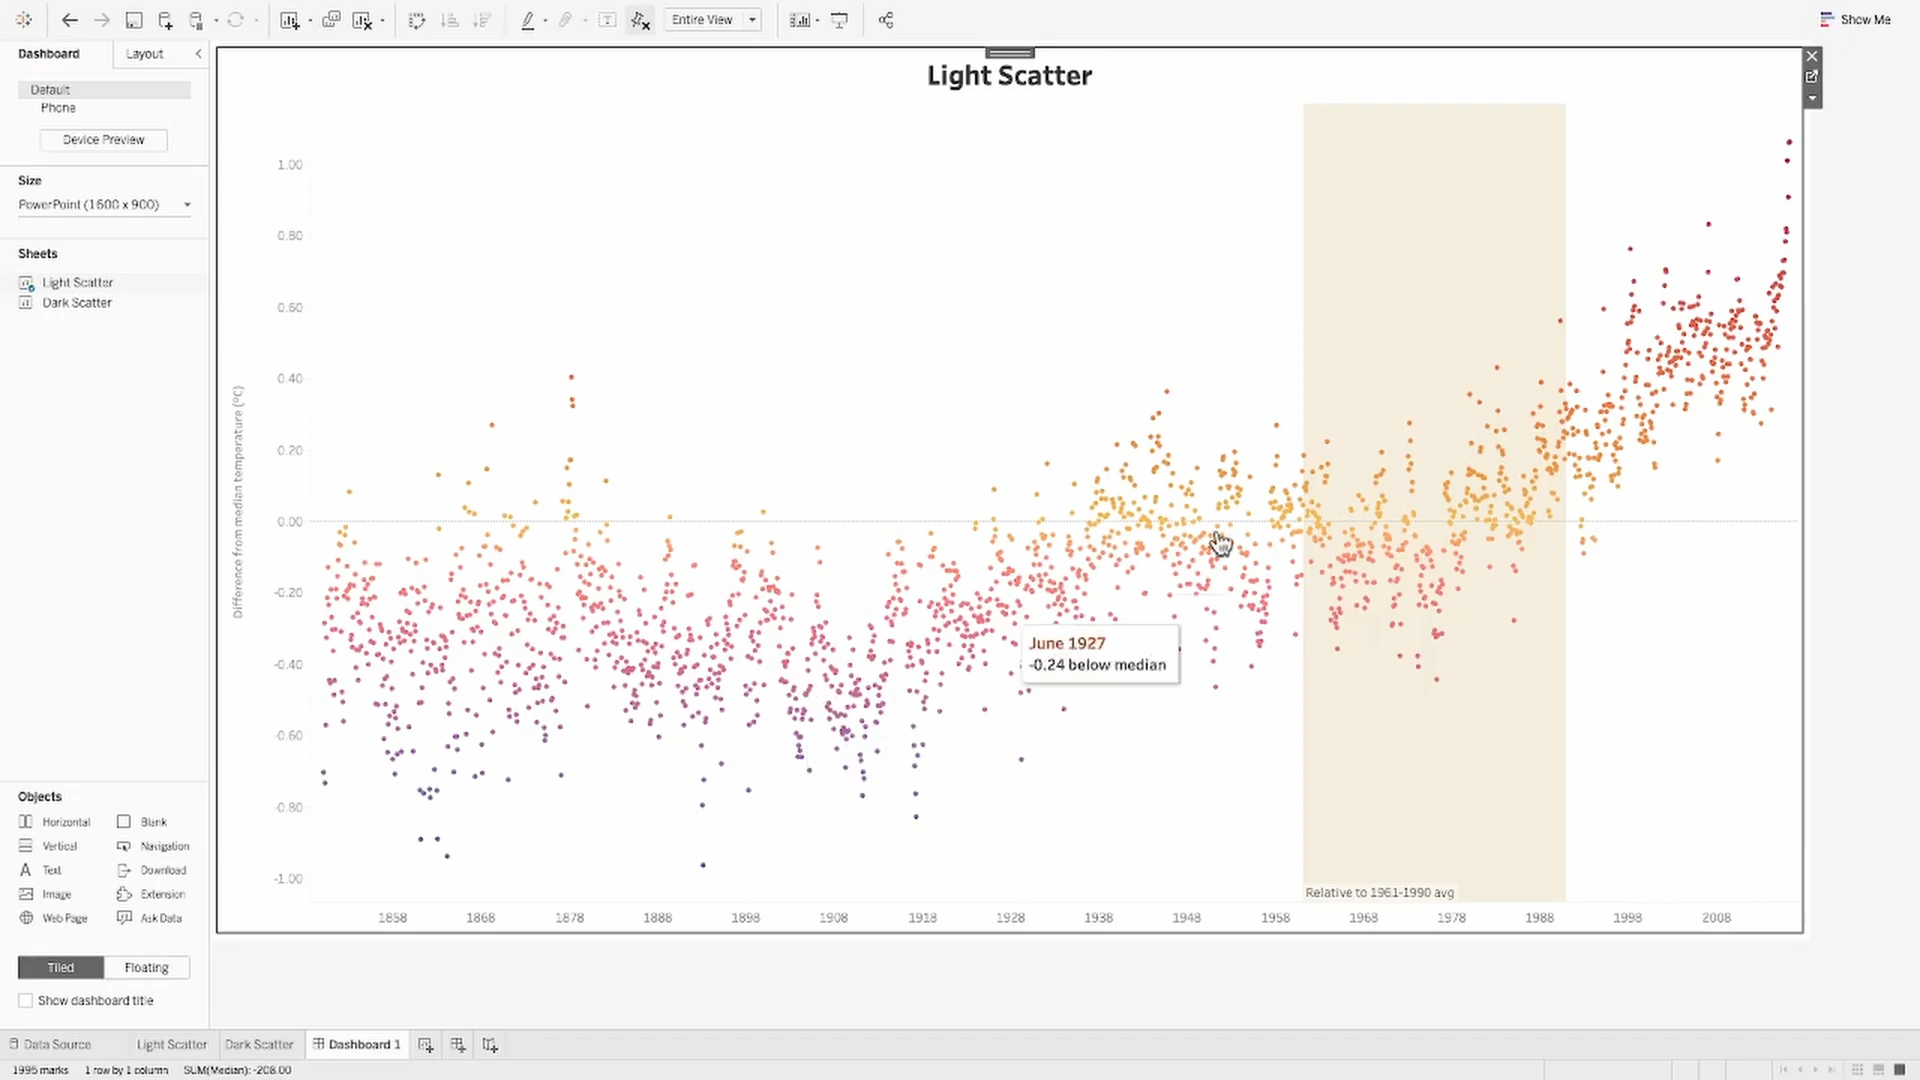 Entire View
Show Me
Dashboard
Layout
Default
Phone
Device Preview
Size
PowerPoint (1600 x 900)
Sheets
Light Scatter
Dark Scatter
Objects
Horizontal
Blank
Vertical
Navigation
Text
Download
Image
Extension
Web Page
Ask Data
Tiled
Floating
Show dashboard title
Light Scatter
Difference from median temperature (°C)
1.00
0.80
0.60
0.40
0.20
0.00
-0.20
-0.40
-0.60
-0.80
-1.00
June 1927
-0.24 below median
Relative to 1961-1990 avg
1858 1868 1878 1888 1898 1908 1918 1928 1938 1948 1958 1968 1978 1988 1998 2008
Data Source
Light Scatter
Dark Scatter
Dashboard 1
1995 marks 1 row by 1 column SUM(Median): -208.00